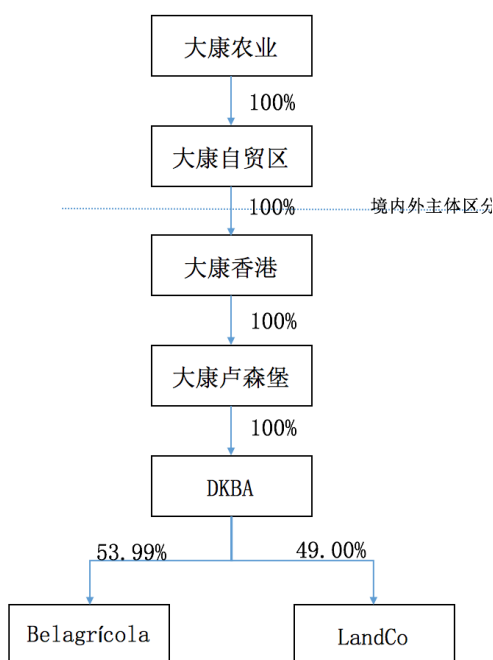 大康农业
100%
大康自贸区
100%
境内外主体区分
大康香港
100%
大康卢森堡
100%
DKBA
53.99%
49.00%
Belagrícola
LandCo